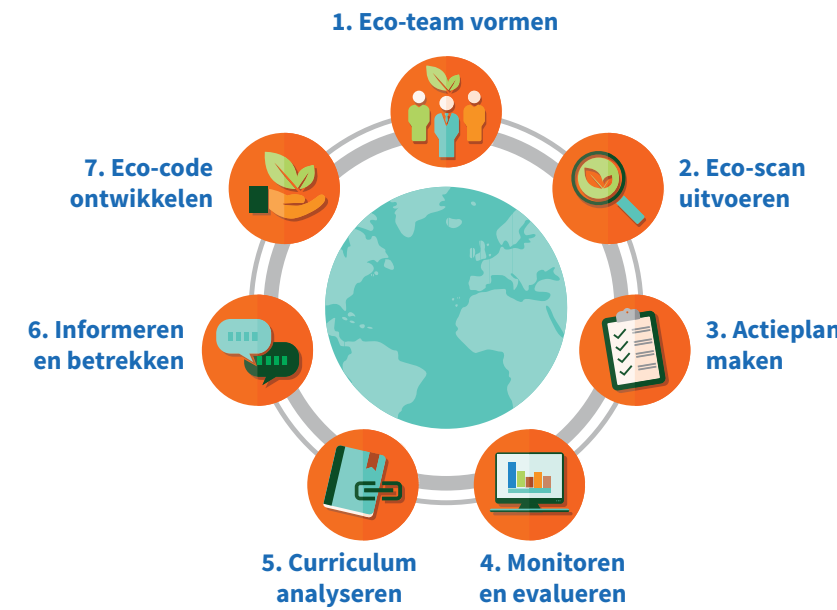 1. Eco-team vormen
2. Eco-scan
uitvoeren
3. Actieplan
maken
4. Monitoren
en evalueren
5. Curriculum
analyseren
6. Informeren
en betrekken
7. Eco-code
ontwikkelen